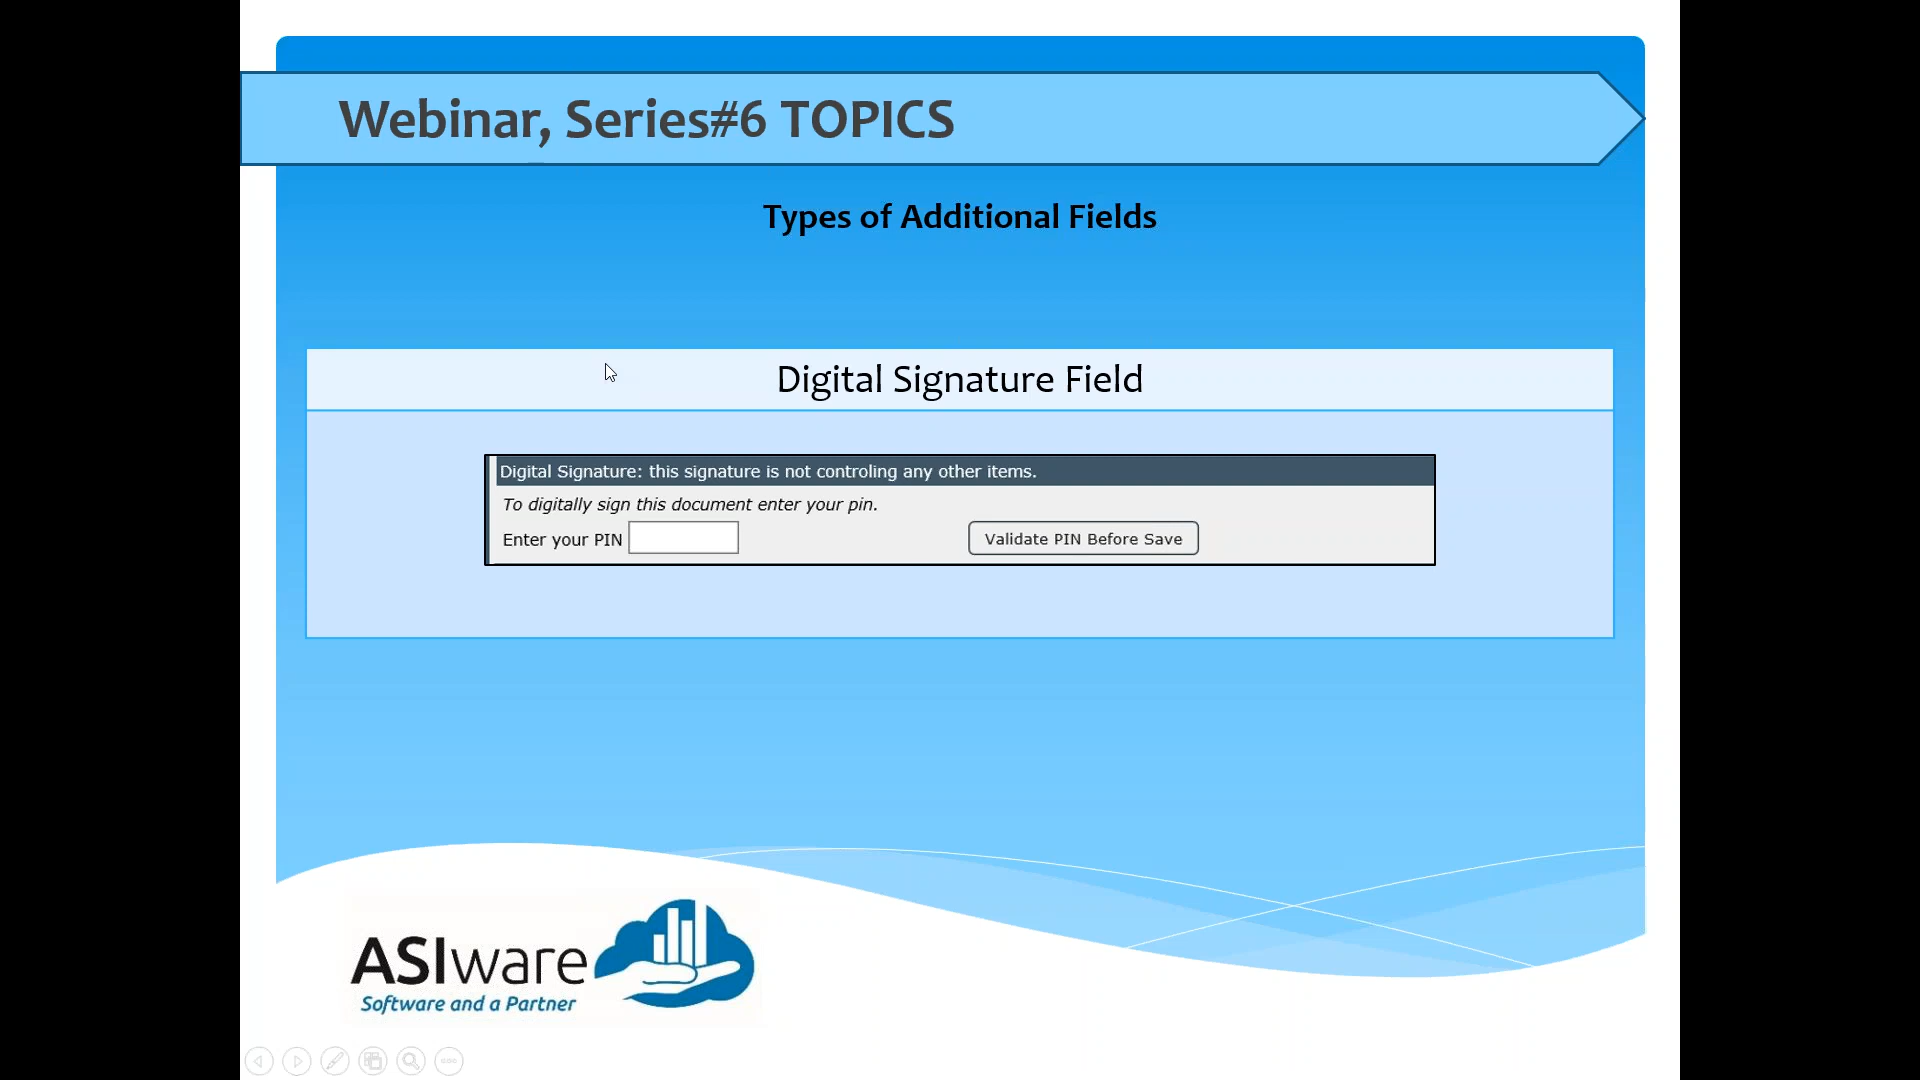 Webinar, Series#6 TOPICS
Types of Additional Fields
Digital Signature Field
Digital Signature: this signature is not controling any other items.
To digitally sign this document enter your pin.
Enter your PIN
Validate PIN Before Save
ASIware
Software and a Partner